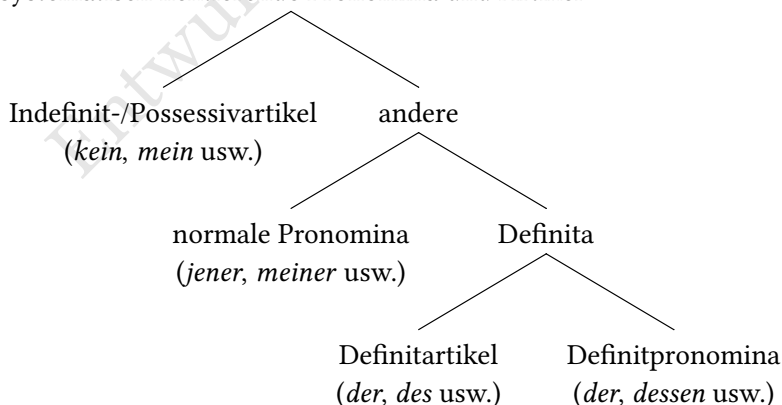 Indefinit-/Possessivartikel andere
(kein, mein usw.)
normale Pronomina Definita
(jener, meiner usw.)
Definitartikel Definitpronomina
(der, des usw.) (der, dessen usw.)